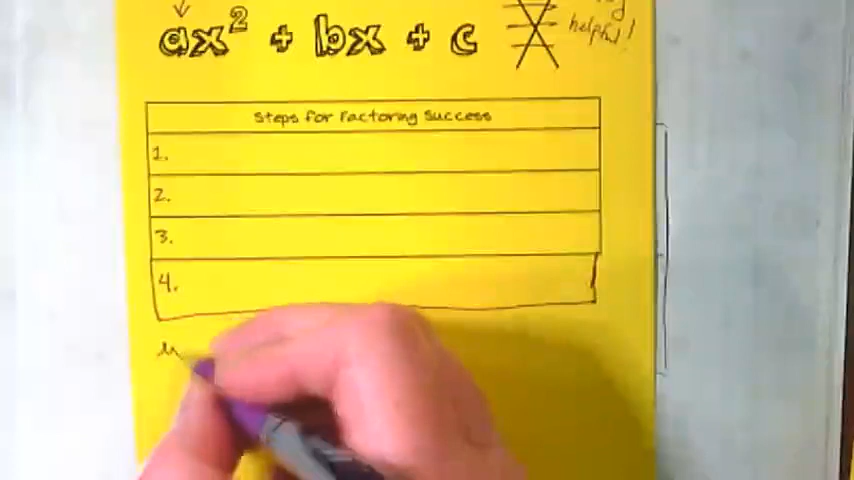 ax² + bx + c
helpful!
Steps for Factoring Success
1.
2.
3.
4.